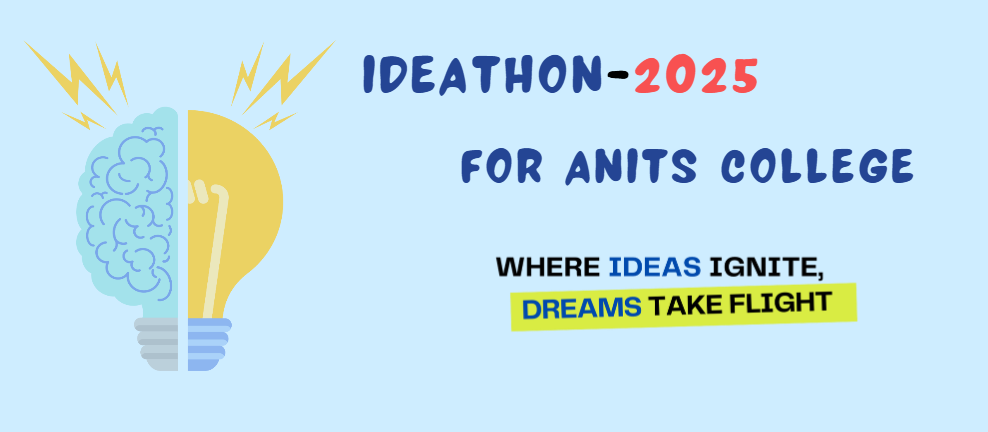 IDEATHON-2025
FOR ANITS COLLEGE
WHERE IDEAS IGNITE,
DREAMS TAKE FLIGHT